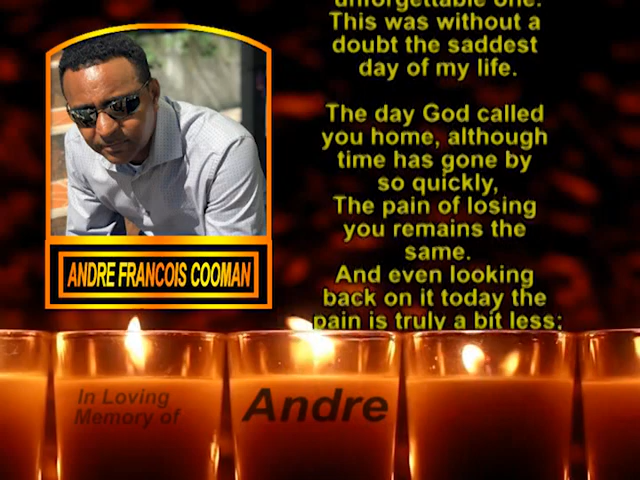 unforgettable one.
This was without a
doubt the saddest
day of my life.
The day God called
you home, although
time has gone by
so quickly,
The pain of losing
you remains the
same.
And even looking
back on it today the
pain is truly a bit less;
ANDRE FRANCOIS COOMAN
In Loving
Memory of
Andre